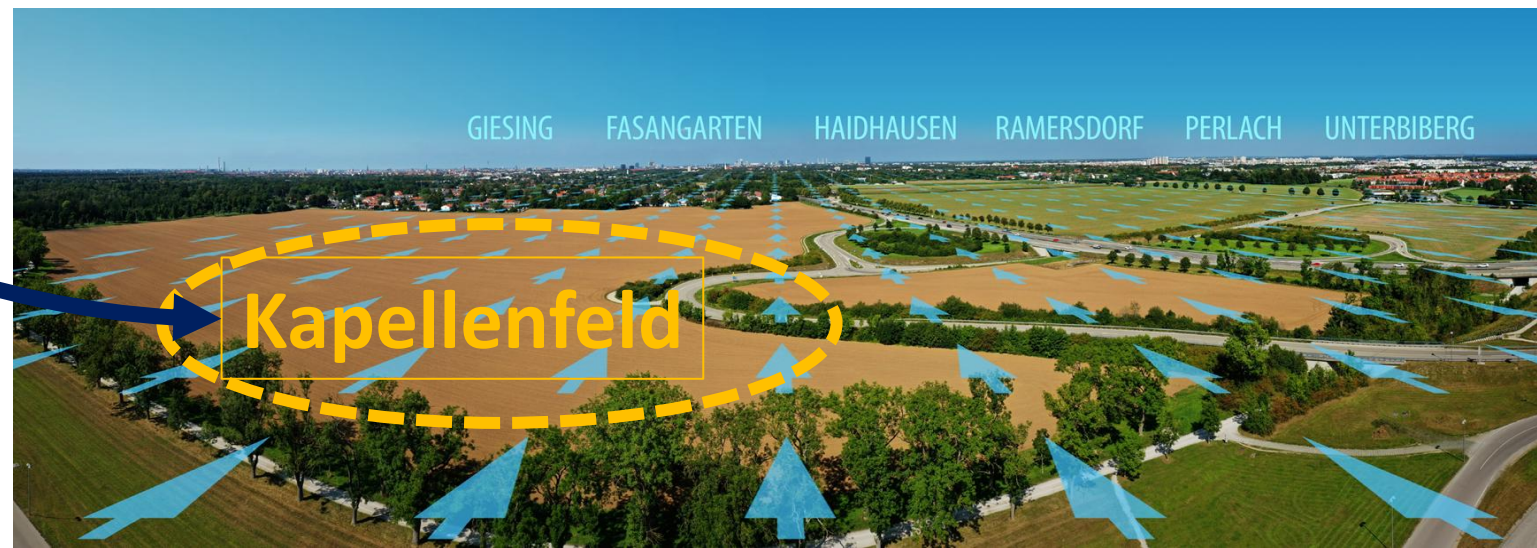 GIESING FASANGARTEN HAIDHAUSEN RAMERSDORF PERLACH UNTERBIBERG
Kapellenfeld